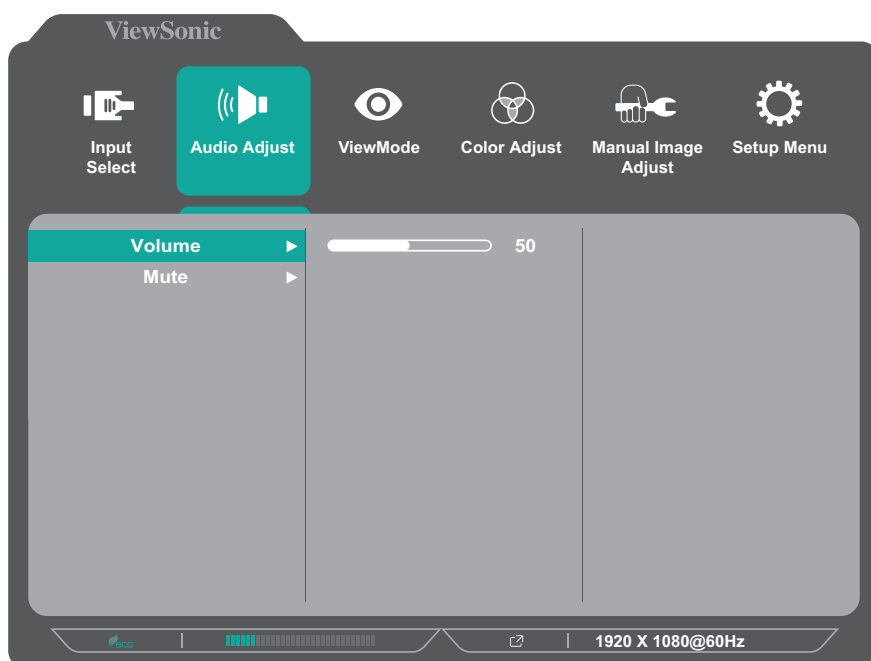 ViewSonic
Input
Select
Audio Adjust
ViewMode
Color Adjust
Manual Image
Adjust
Setup Menu
Volume
50
Mute
eco
1920 X 1080@60Hz